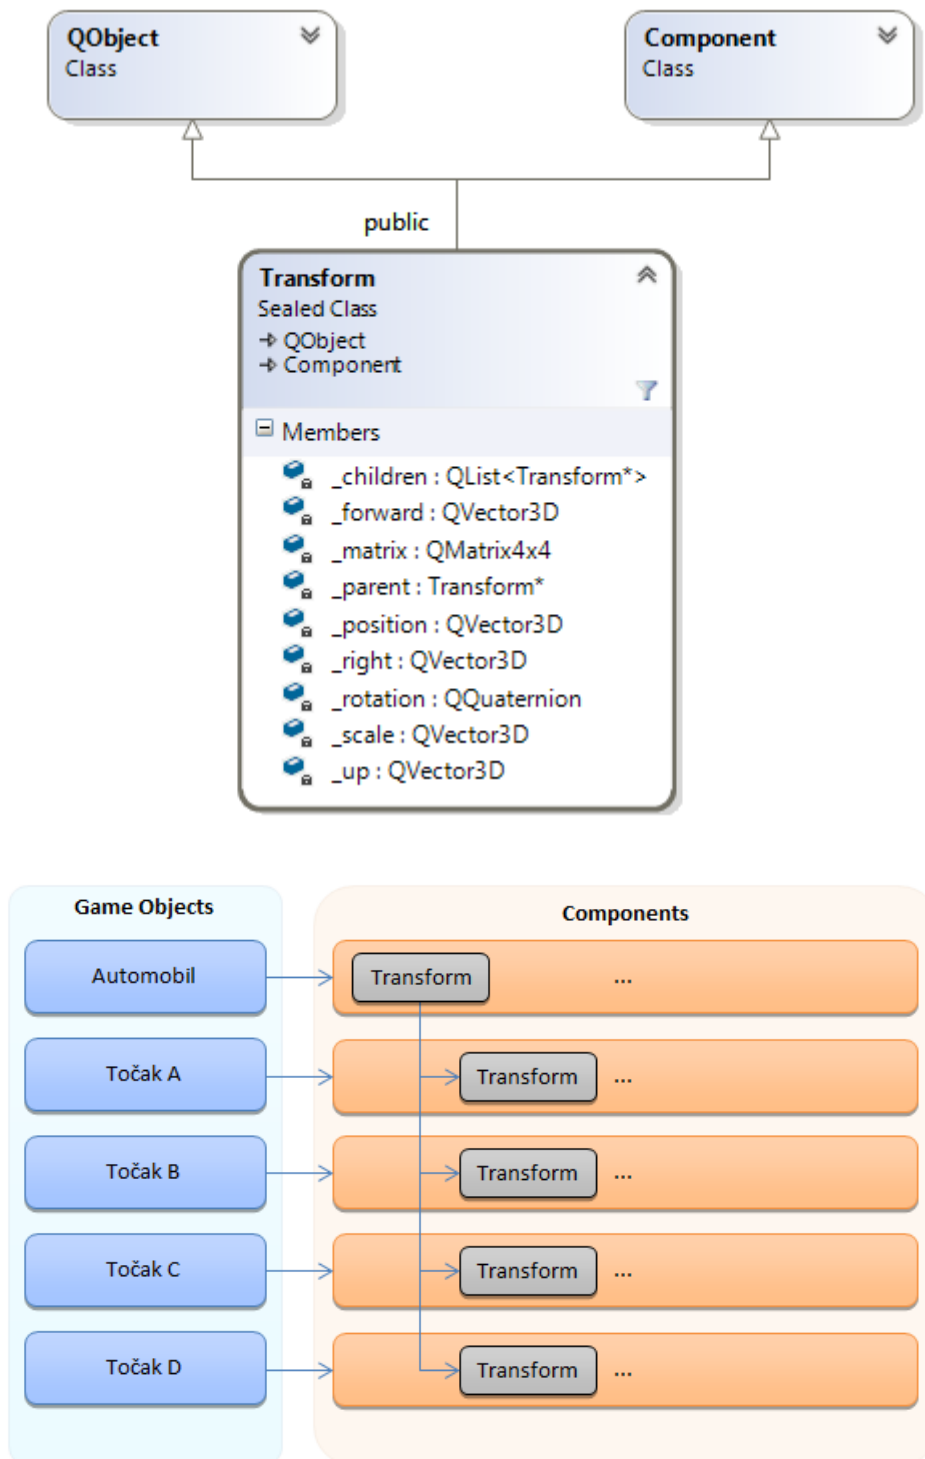 QObject
Class
Component
Class
public
Transform
Sealed Class
QObject
Component
Members
_children : QList<Transform*>
_forward : QVector3D
_matrix : QMatrix4x4
_parent : Transform*
_position : QVector3D
_right : QVector3D
_rotation : QQuaternion
_scale : QVector3D
_up : QVector3D
Game Objects
Components
Automobil
Transform
...
Točak A
Transform
...
Točak B
Transform
...
Točak C
Transform
...
Točak D
Transform
...